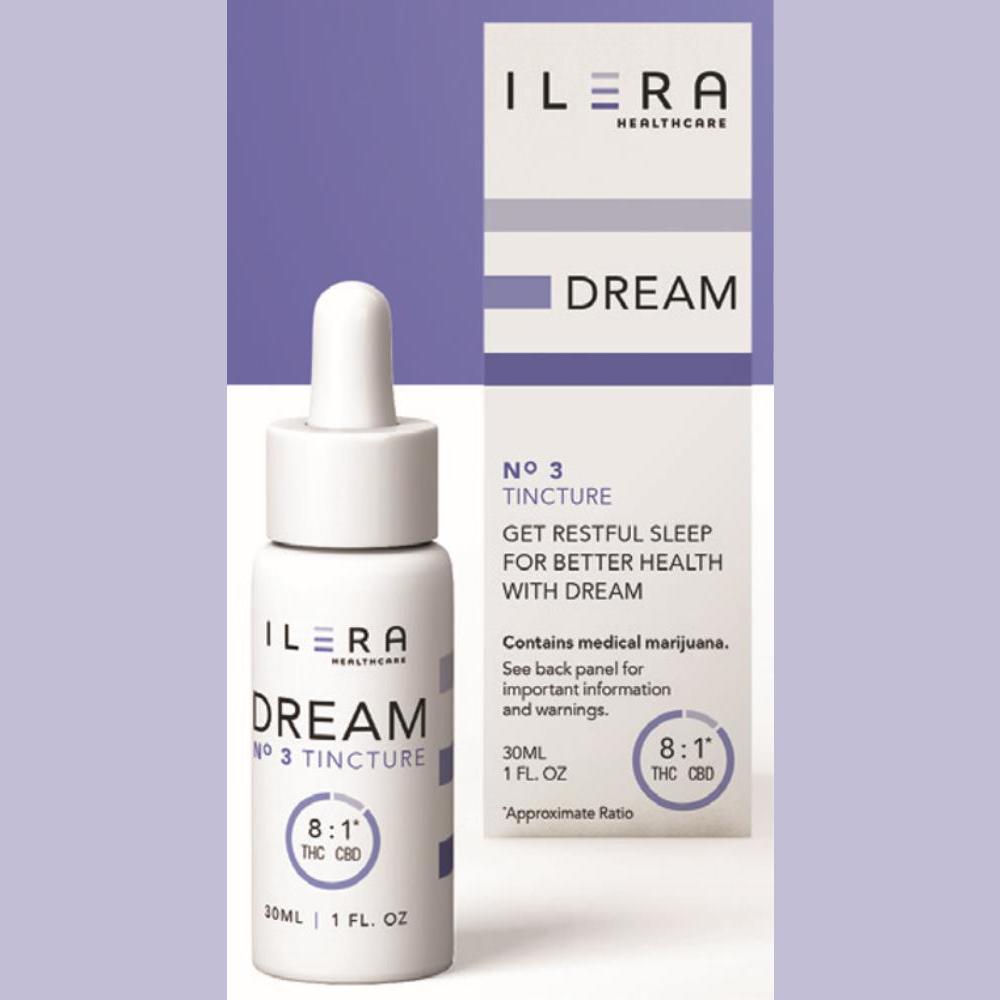 ILERA
HEALTHCARE
DREAM
Nº 3
TINCTURE
GET RESTFUL SLEEP
FOR BETTER HEALTH
WITH DREAM
Contains medical marijuana.
See back panel for
important information
and warnings.
30ML
1 FL. OZ
8:1*
THC CBD
*Approximate Ratio
ILERA
HEALTHCARE
DREAM
Nº 3 TINCTURE
8:1*
THC CBD
30ML | 1 FL. OZ